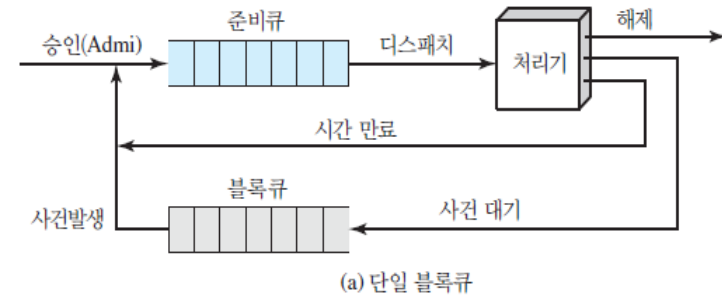 준비큐
해제
승인(Admi)
디스패치
처리기
시간 만료
블록큐
사건발생
사건 대기
(a) 단일 블록큐